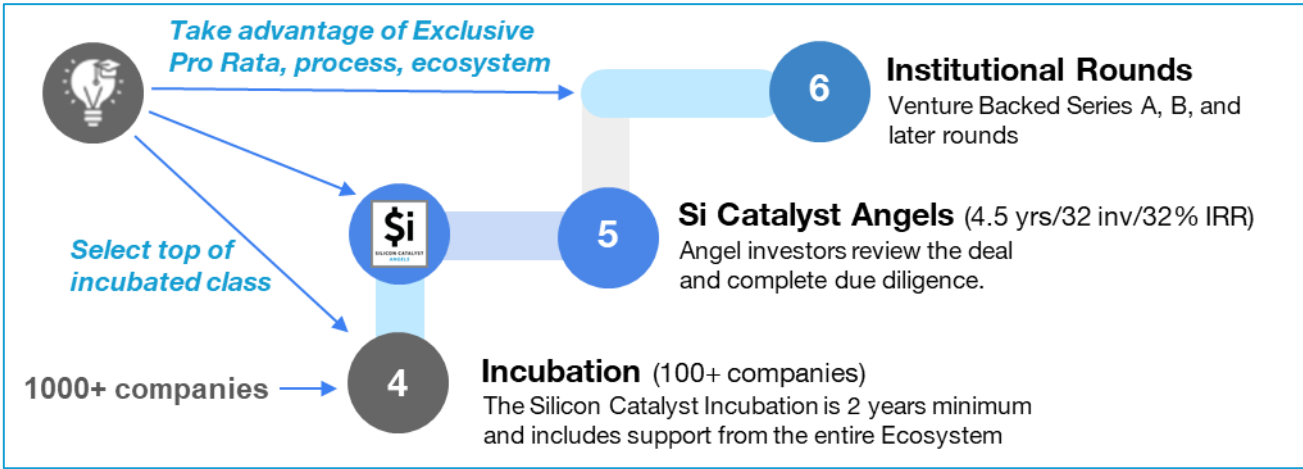 Take advantage of Exclusive
Pro Rata, process, ecosystem
6
Institutional Rounds
Venture Backed Series A, B, and
later rounds
$i
SILICON CATALYST
ANGELS
5
Si Catalyst Angels (4.5 yrs/32 inv/32% IRR)
Angel investors review the deal
and complete due diligence.
Select top of
incubated class
1000+ companies
4
Incubation (100+ companies)
The Silicon Catalyst Incubation is 2 years minimum
and includes support from the entire Ecosystem